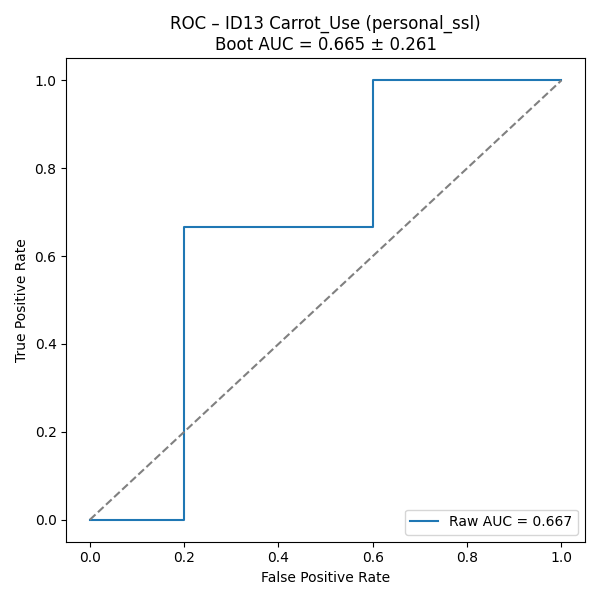 ROC – ID13 Carrot_Use (personal_ssl)
Boot AUC = 0.665 ± 0.261
True Positive Rate
1.0
0.8
0.6
0.4
0.2
0.0
Raw AUC = 0.667
0.0 0.2 0.4 0.6 0.8 1.0
False Positive Rate